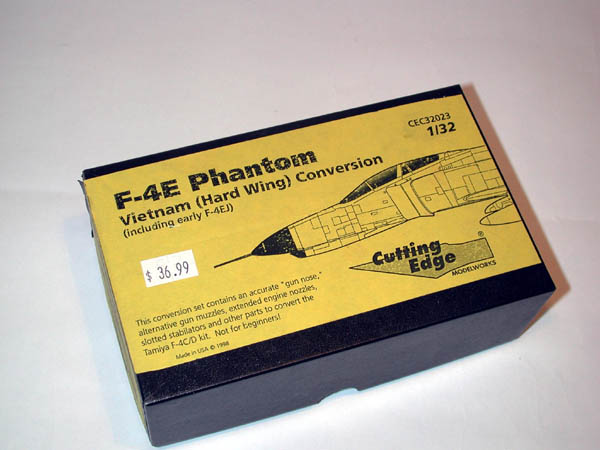 CEC32023
1/32
F-4E Phantom
Vietnam (Hard Wing) Conversion
(including early F-4EJ)
$ 36.99
Cutting
Edge
®
MODELWORKS
This conversion set contains an accurate "gun nose,"
alternative gun muzzles, extended engine nozzles,
slotted stabilators and other parts to convert the
Tamiya F-4C/D kit. Not for beginners!
Made in USA © 1998